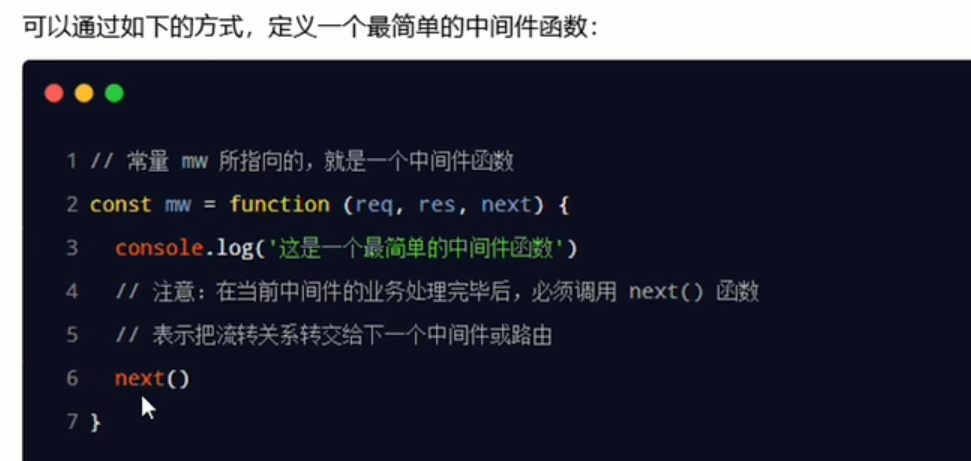 可以通过如下的方式，定义一个最简单的中间件函数：
1 // 常量 mw 所指向的，就是一个中间件函数
2 const mw = function (req, res, next) {
3 console.log('这是一个最简单的中间件函数')
4 // 注意：在当前中间件的业务处理完毕后，必须调用 next() 函数
5 // 表示把流转关系转交给下一个中间件或路由
6 next()
7 }